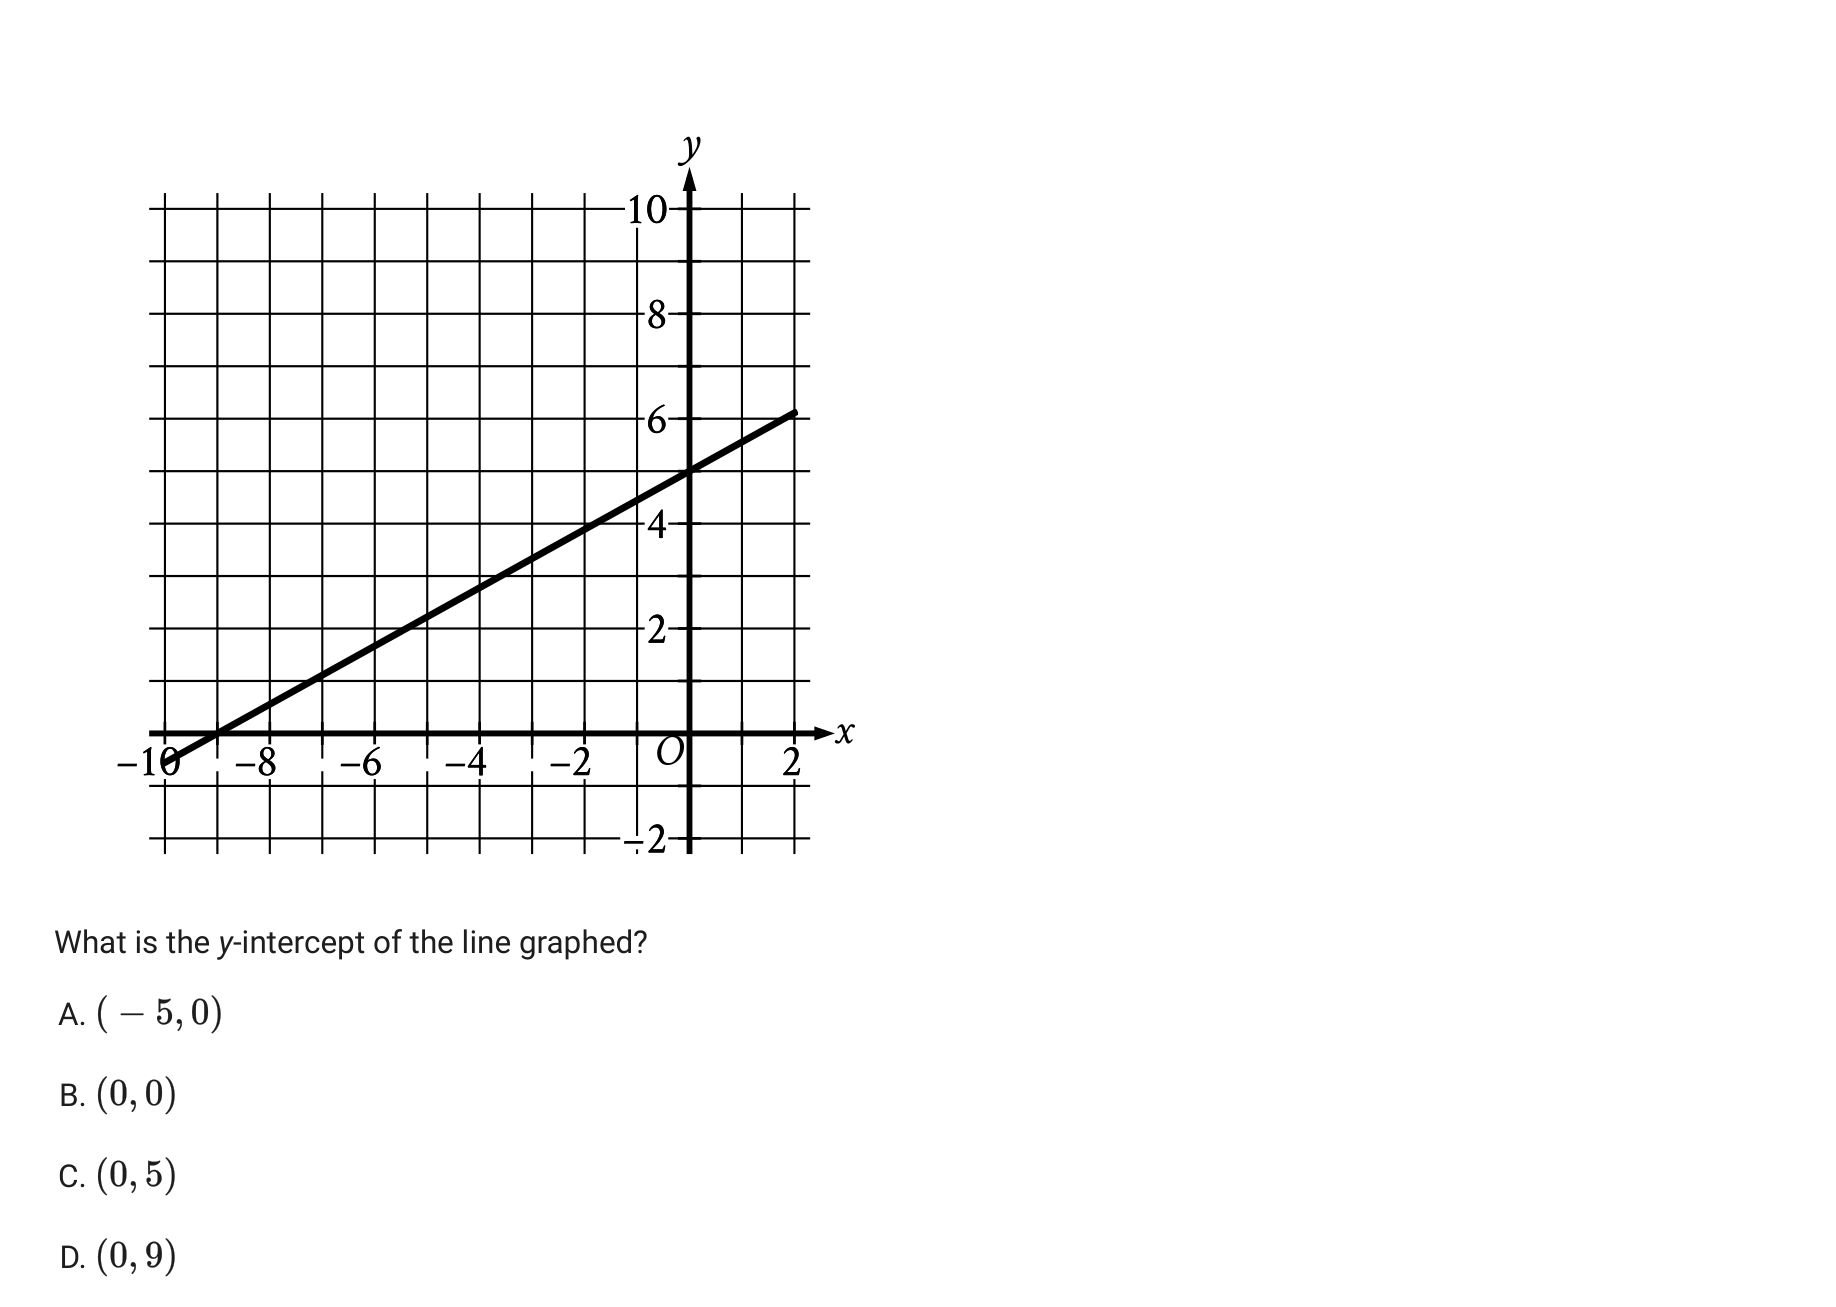 y
10
8
6
4
2
x
−10 −8 −6 −4 −2 O 2
−2
What is the y-intercept of the line graphed?
A. ( − 5, 0)
B. (0, 0)
C. (0, 5)
D. (0, 9)